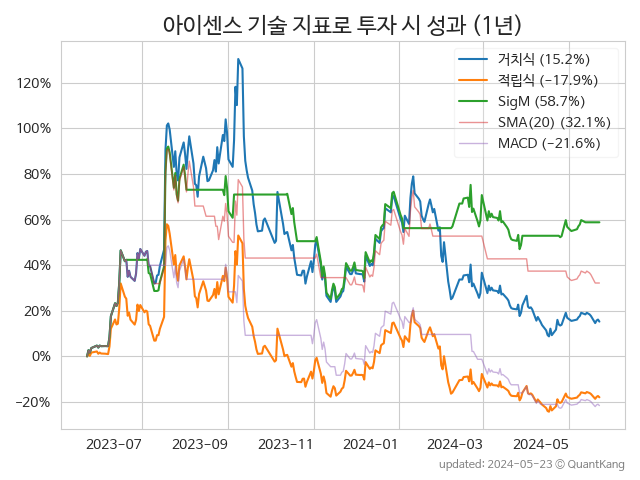 아이센스 기술 지표로 투자 시 성과 (1년)
거치식 (15.2%)
적립식 (−17.9%)
SigM (58.7%)
SMA(20) (32.1%)
MACD (−21.6%)
120%
100%
80%
60%
40%
20%
0%
−20%
2023-07 2023-09 2023-11 2024-01 2024-03 2024-05
updated: 2024-05-23 ⓒ QuantKang